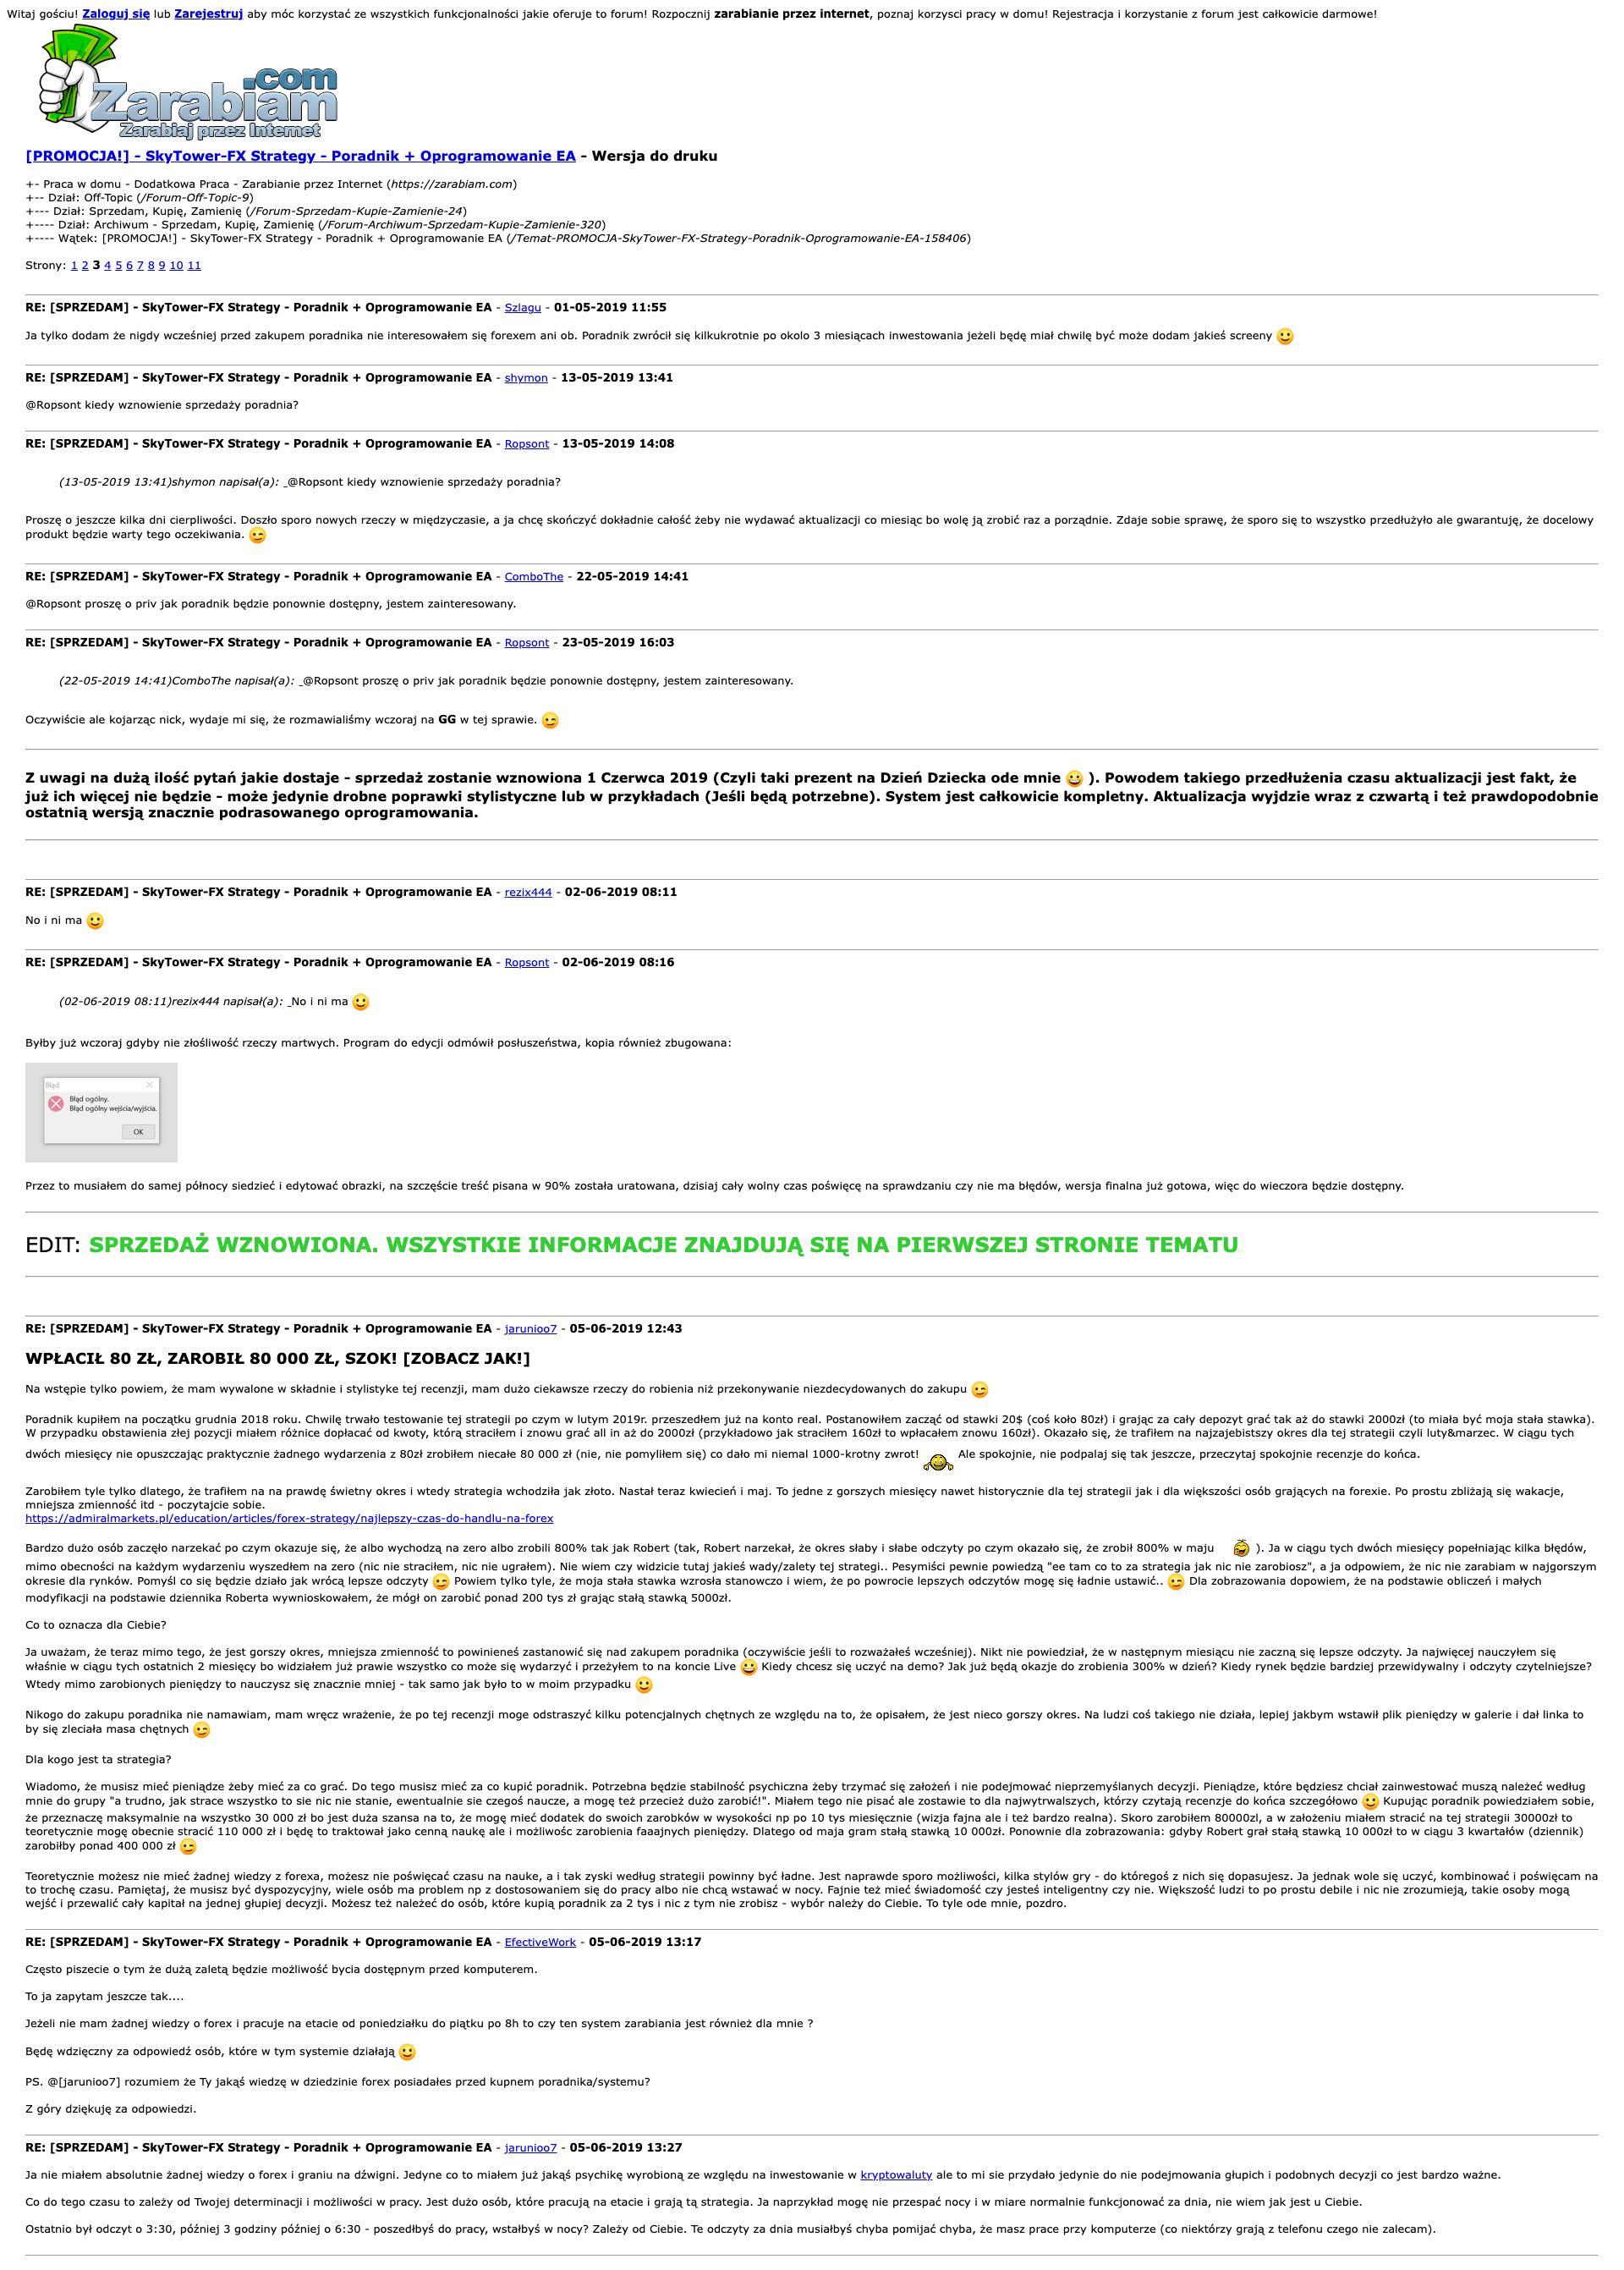 Witaj gościu! Zaloguj się lub Zarejestruj aby móc korzystać ze wszystkich funkcjonalności jakie oferuje to forum! Rozpocznij zarabianie przez internet, poznaj korzysci pracy w domu! Rejestracja i korzystanie z forum jest całkowicie darmowe!
.com
Zarabiam
Zarabiaj przez Internet
[PROMOCJA!] - SkyTower-FX Strategy - Poradnik + Oprogramowanie EA - Wersja do druku
+- Praca w domu - Dodatkowa Praca - Zarabianie przez Internet (https://zarabiam.com)
+-- Dział: Off-Topic (/Forum-Off-Topic-9)
+--- Dział: Sprzedam, Kupię, Zamienię (/Forum-Sprzedam-Kupie-Zamienie-24)
+---- Dział: Archiwum - Sprzedam, Kupię, Zamienię (/Forum-Archiwum-Sprzedam-Kupie-Zamienie-320)
+---- Wątek: [PROMOCJA!] - SkyTower-FX Strategy - Poradnik + Oprogramowanie EA (/Temat-PROMOCJA-SkyTower-FX-Strategy-Poradnik-Oprogramowanie-EA-158406)
Strony: 1 2 3 4 5 6 7 8 9 10 11
RE: [SPRZEDAM] - SkyTower-FX Strategy - Poradnik + Oprogramowanie EA - Szlagu - 01-05-2019 11:55
Ja tylko dodam że nigdy wcześniej przed zakupem poradnika nie interesowałem się forexem ani ob. Poradnik zwrócił się kilkukrotnie po około 3 miesiącach inwestowania jeżeli będę miał chwilę być może dodam jakieś screeny
RE: [SPRZEDAM] - SkyTower-FX Strategy - Poradnik + Oprogramowanie EA - shymon - 13-05-2019 13:41
@Ropsont kiedy wznowienie sprzedaży poradnia?
RE: [SPRZEDAM] - SkyTower-FX Strategy - Poradnik + Oprogramowanie EA - Ropsont - 13-05-2019 14:08
(13-05-2019 13:41)shymon napisał(a): @Ropsont kiedy wznowienie sprzedaży poradnia?
Proszę o jeszcze kilka dni cierpliwości. Doszło sporo nowych rzeczy w międzyczasie, a ja chcę skończyć dokładnie całość żeby nie wydawać aktualizacji co miesiąc bo wolę ją zrobić raz a porządnie. Zdaje sobie sprawę, że sporo się to wszystko przedłużyło ale gwarantuję, że docelowy
produkt będzie warty tego oczekiwania.
RE: [SPRZEDAM] - SkyTower-FX Strategy - Poradnik + Oprogramowanie EA - ComboThe - 22-05-2019 14:41
@Ropsont proszę o priv jak poradnik będzie ponownie dostępny, jestem zainteresowany.
RE: [SPRZEDAM] - SkyTower-FX Strategy - Poradnik + Oprogramowanie EA - Ropsont - 23-05-2019 16:03
(22-05-2019 14:41)ComboThe napisał(a): @Ropsont proszę o priv jak poradnik będzie ponownie dostępny, jestem zainteresowany.
Oczywiście ale kojarząc nick, wydaje mi się, że rozmawialiśmy wczoraj na GG w tej sprawie.
Z uwagi na dużą ilość pytań jakie dostaje - sprzedaż zostanie wznowiona 1 Czerwca 2019 (Czyli taki prezent na Dzień Dziecka ode mnie ). Powodem takiego przedłużenia czasu aktualizacji jest fakt, że
już ich więcej nie będzie - może jedynie drobne poprawki stylistyczne lub w przykładach (Jeśli będą potrzebne). System jest całkowicie kompletny. Aktualizacja wyjdzie wraz z czwartą i też prawdopodobnie
ostatnią wersją znacznie podrasowanego oprogramowania.
RE: [SPRZEDAM] - SkyTower-FX Strategy - Poradnik + Oprogramowanie EA - rezix444 - 02-06-2019 08:11
No i ni ma
RE: [SPRZEDAM] - SkyTower-FX Strategy - Poradnik + Oprogramowanie EA - Ropsont - 02-06-2019 08:16
(02-06-2019 08:11)rezix444 napisał(a): No i ni ma
Byłby już wczoraj gdyby nie złośliwość rzeczy martwych. Program do edycji odmówił posłuszeństwa, kopia również zbugowana:
Błąd
Błąd ogólny.
Błąd ogólny wejścia/wyjścia.
OK
Przez to musiałem do samej północy siedzieć i edytować obrazki, na szczęście treść pisana w 90% została uratowana, dzisiaj cały wolny czas poświęcę na sprawdzaniu czy nie ma błędów, wersja finalna już gotowa, więc do wieczora będzie dostępny.
EDIT: SPRZEDAŻ WZNOWIONA. WSZYSTKIE INFORMACJE ZNAJDUJĄ SIĘ NA PIERWSZEJ STRONIE TEMATU
RE: [SPRZEDAM] - SkyTower-FX Strategy - Poradnik + Oprogramowanie EA - jarunioo7 - 05-06-2019 12:43
WPŁACIŁ 80 ZŁ, ZAROBIŁ 80 000 ZŁ, SZOK! [ZOBACZ JAK!]
Na wstępie tylko powiem, że mam wywalone w składnie i stylistyke tej recenzji, mam dużo ciekawsze rzeczy do robienia niż przekonywanie niezdecydowanych do zakupu
Poradnik kupiłem na początku grudnia 2018 roku. Chwilę trwało testowanie tej strategii po czym w lutym 2019r. przeszedłem już na konto real. Postanowiłem zacząć od stawki 20$ (coś koło 80zł) i grając za cały depozyt grać tak aż do stawki 2000zł (to miała być moja stała stawka).
W przypadku obstawienia złej pozycji miałem różnice dopłacać od kwoty, którą straciłem i znowu grać all in aż do 2000zł (przykładowo jak straciłem 160zł to wpłacałem znowu 160zł). Okazało się, że trafiłem na najzajebistszy okres dla tej strategii czyli luty&marzec. W ciągu tych
dwóch miesięcy nie opuszczając praktycznie żadnego wydarzenia z 80zł zrobiłem niecałe 80 000 zł (nie, nie pomyliłem się) co dało mi niemal 1000-krotny zwrot! Ale spokojnie, nie podpalaj się tak jeszcze, przeczytaj spokojnie recenzje do końca.
Zarobiłem tyle tylko dlatego, że trafiłem na na prawdę świetny okres i wtedy strategia wchodziła jak złoto. Nastał teraz kwiecień i maj. To jedne z gorszych miesięcy nawet historycznie dla tej strategii jak i dla większości osób grających na forexie. Po prostu zbliżają się wakacje,
mniejsza zmienność itd - poczytajcie sobie.
https://admiralmarkets.pl/education/articles/forex-strategy/najlepszy-czas-do-handlu-na-forex
Bardzo dużo osób zaczęło narzekać po czym okazuje się, że albo wychodzą na zero albo zrobili 800% tak jak Robert (tak, Robert narzekał, że okres słaby i słabe odczyty po czym okazało się, że zrobił 800% w maju ). Ja w ciągu tych dwóch miesięcy popełniając kilka błędów,
mimo obecności na każdym wydarzeniu wyszedłem na zero (nic nie straciłem, nic nie ugrałem). Nie wiem czy widzicie tutaj jakieś wady/zalety tej strategi.. Pesymiści pewnie powiedzą "ee tam co to za strategia jak nic nie zarobiosz", a ja odpowiem, że nic nie zarabiam w najgorszym
okresie dla rynków. Pomyśl co się będzie działo jak wrócą lepsze odczyty Powiem tylko tyle, że moja stała stawka wzrosła stanowczo i wiem, że po powrocie lepszych odczytów mogę się ładnie ustawić.. Dla zobrazowania dopowiem, że na podstawie obliczeń i małych
modyfikacji na podstawie dziennika Roberta wywnioskowałem, że mógł on zarobić ponad 200 tys zł grając stałą stawką 5000zł.
Co to oznacza dla Ciebie?
Ja uważam, że teraz mimo tego, że jest gorszy okres, mniejsza zmienność to powinieneś zastanowić się nad zakupem poradnika (oczywiście jeśli to rozważałeś wcześniej). Nikt nie powiedział, że w następnym miesiącu nie zaczną się lepsze odczyty. Ja najwięcej nauczyłem się
właśnie w ciągu tych ostatnich 2 miesięcy bo widziałem już prawie wszystko co może się wydarzyć i przeżyłem to na koncie Live Kiedy chcesz się uczyć na demo? Jak już będą okazje do zrobienia 300% w dzień? Kiedy rynek będzie bardziej przewidywalny i odczyty czytelniejsze?
Wtedy mimo zarobionych pieniędzy to nauczysz się znacznie mniej - tak samo jak było to w moim przypadku
Nikogo do zakupu poradnika nie namawiam, mam wręcz wrażenie, że po tej recenzji moge odstraszyć kilku potencjalnych chętnych ze względu na to, że opisałem, że jest nieco gorszy okres. Na ludzi coś takiego nie działa, lepiej jakbym wstawił plik pieniędzy w galerie i dał linka to
by się zleciała masa chętnych
Dla kogo jest ta strategia?
Wiadomo, że musisz mieć pieniądze żeby mieć za co grać. Do tego musisz mieć za co kupić poradnik. Potrzebna będzie stabilność psychiczna żeby trzymać się założeń i nie podejmować nieprzemyślanych decyzji. Pieniądze, które będziesz chciał zainwestować muszą należeć według
mnie do grupy "a trudno, jak strace wszystko to sie nic nie stanie, ewentualnie sie czegoś naucze, a mogę też przecież dużo zarobić!". Miałem tego nie pisać ale zostawie to dla najwytrwalszych, którzy czytają recenzje do końca szczegółowo Kupując poradnik powiedziałem sobie,
że przeznaczę maksymalnie na wszystko 30 000 zł bo jest duża szansa na to, że mogę mieć dodatek do swoich zarobków w wysokości np po 10 tys miesięcznie (wizja fajna ale i też bardzo realna). Skoro zarobiłem 80000zl, a w założeniu miałem stracić na tej strategii 30000zł to
teoretycznie mogę obecnie stracić 110 000 zł i będę to traktował jako cenną naukę ale i możliwośc zarobienia faaajnych pieniędzy. Dlatego od maja gram stałą stawką 10 000zł. Ponownie dla zobrazowania: gdyby Robert grał stałą stawką 10 000zł to w ciągu 3 kwartałów (dziennik)
zarobiłby ponad 400 000 zł
Teoretycznie możesz nie mieć żadnej wiedzy z forexa, możesz nie poświęcać czasu na nauke, a i tak zyski według strategii powinny być ładne. Jest naprawde sporo możliwości, kilka stylów gry - do któregoś z nich się dopasujesz. Ja jednak wole się uczyć, kombinować i poświęcam na
to trochę czasu. Pamiętaj, że musisz być dyspozycyjny, wiele osób ma problem np z dostosowaniem się do pracy albo nie chcą wstawać w nocy. Fajnie też mieć świadomość czy jesteś inteligentny czy nie. Większość ludzi to po prostu debile i nic nie zrozumieją, takie osoby mogą
wejść i przewalić cały kapitał na jednej głupiej decyzji. Możesz też należeć do osób, które kupią poradnik za 2 tys i nic z tym nie zrobisz - wybór należy do Ciebie. To tyle ode mnie, pozdro.
RE: [SPRZEDAM] - SkyTower-FX Strategy - Poradnik + Oprogramowanie EA - EfectiveWork - 05-06-2019 13:17
Często piszecie o tym że dużą zaletą będzie możliwość bycia dostępnym przed komputerem.
To ja zapytam jeszcze tak....
Jeżeli nie mam żadnej wiedzy o forex i pracuje na etacie od poniedziałku do piątku po 8h to czy ten system zarabiania jest również dla mnie ?
Będę wdzięczny za odpowiedź osób, które w tym systemie działają
PS. @[jarunioo7] rozumiem że Ty jakąś wiedzę w dziedzinie forex posiadałes przed kupnem poradnika/systemu?
Z góry dziękuję za odpowiedzi.
RE: [SPRZEDAM] - SkyTower-FX Strategy - Poradnik + Oprogramowanie EA - jarunioo7 - 05-06-2019 13:27
Ja nie miałem absolutnie żadnej wiedzy o forex i graniu na dźwigni. Jedyne co to miałem już jakąś psychikę wyrobioną ze względu na inwestowanie w kryptowaluty ale to mi sie przydało jedynie do nie podejmowania głupich i podobnych decyzji co jest bardzo ważne.
Co do tego czasu to zależy od Twojej determinacji i możliwości w pracy. Jest dużo osób, które pracują na etacie i grają tą strategia. Ja naprzykład mogę nie przespać nocy i w miare normalnie funkcjonować za dnia, nie wiem jak jest u Ciebie.
Ostatnio był odczyt o 3:30, później 3 godziny później o 6:30 - poszedłbyś do pracy, wstałbyś w nocy? Zależy od Ciebie. Te odczyty za dnia musiałbyś chyba pomijać chyba, że masz prace przy komputerze (co niektórzy grają z telefonu czego nie zalecam).